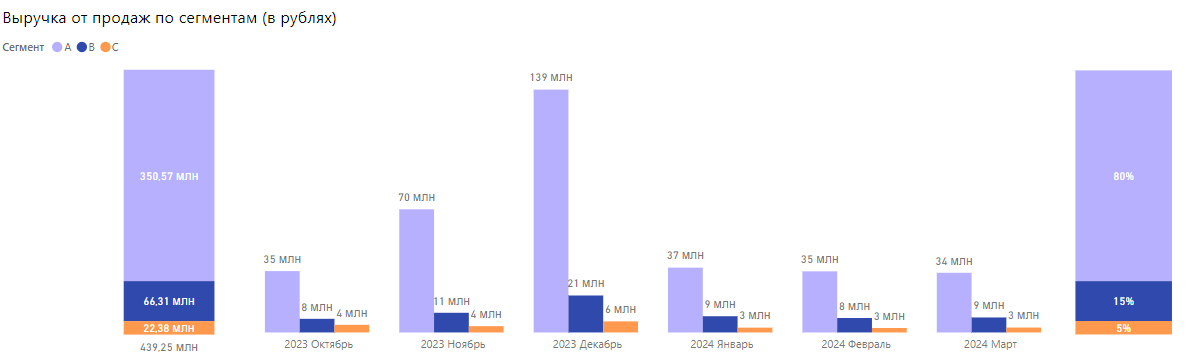 Выручка от продаж по сегментам (в рублях)
Сегмент A B C
350,57 МЛН
66,31 МЛН
22,38 МЛН
439,25 МЛН
35 МЛН
8 МЛН
4 МЛН
2023 Октябрь
70 МЛН
11 МЛН
4 МЛН
2023 Ноябрь
139 МЛН
21 МЛН
6 МЛН
2023 Декабрь
37 МЛН
9 МЛН
3 МЛН
2024 Январь
35 МЛН
8 МЛН
3 МЛН
2024 Февраль
34 МЛН
9 МЛН
3 МЛН
2024 Март
80%
15%
5%